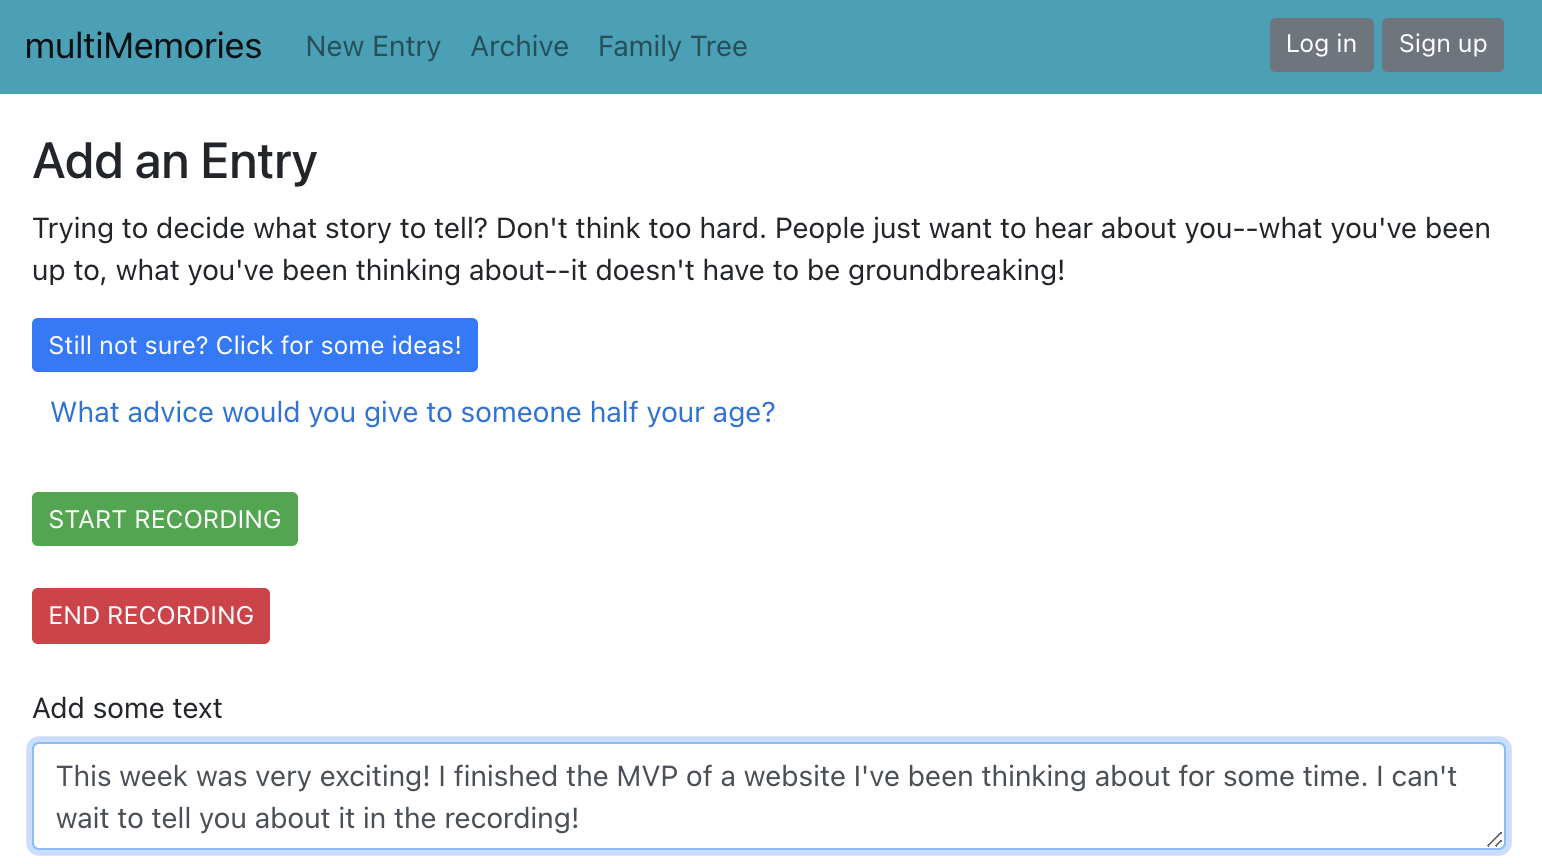 multiMemories New Entry Archive Family Tree Log in Sign up
Add an Entry
Trying to decide what story to tell? Don't think too hard. People just want to hear about you--what you've been
up to, what you've been thinking about--it doesn't have to be groundbreaking!
Still not sure? Click for some ideas!
What advice would you give to someone half your age?
START RECORDING
END RECORDING
Add some text
This week was very exciting! I finished the MVP of a website I've been thinking about for some time. I can't
wait to tell you about it in the recording!